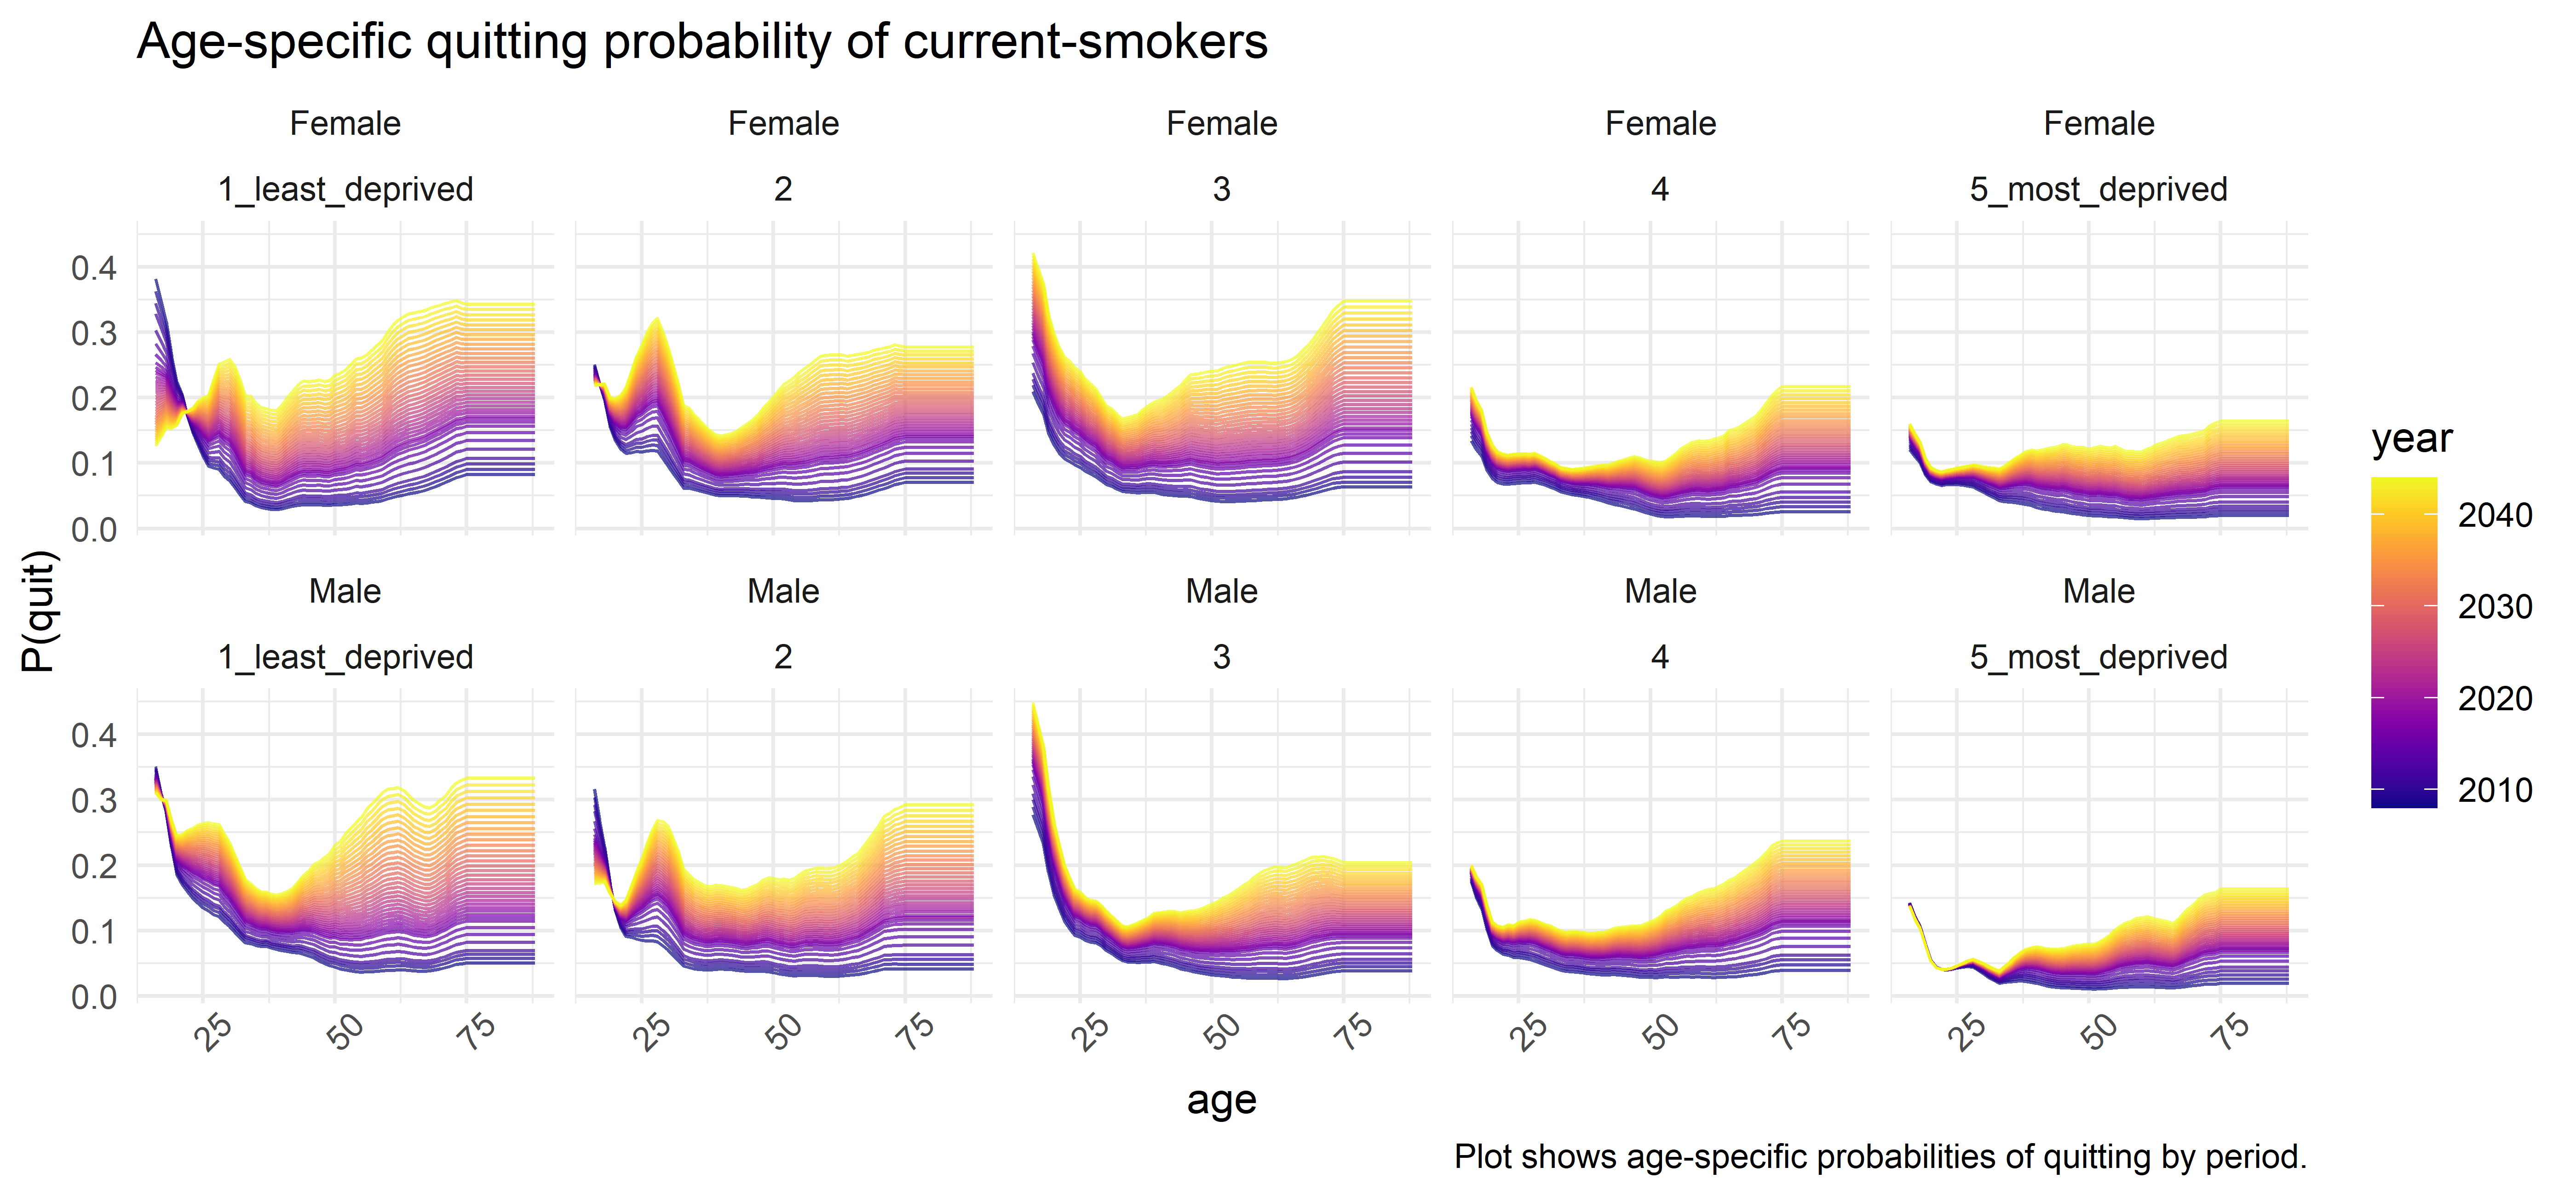 Age-specific quitting probability of current-smokers
Female Female Female Female Female
1_least_deprived 2 3 4 5_most_deprived
0.4
0.3
0.2
0.1
0.0
Male Male Male Male Male
1_least_deprived 2 3 4 5_most_deprived
0.4
0.3
0.2
0.1
0.0
P(quit)
25 50 75 25 50 75 25 50 75 25 50 75 25 50 75
age
year
2040
2030
2020
2010
Plot shows age-specific probabilities of quitting by period.